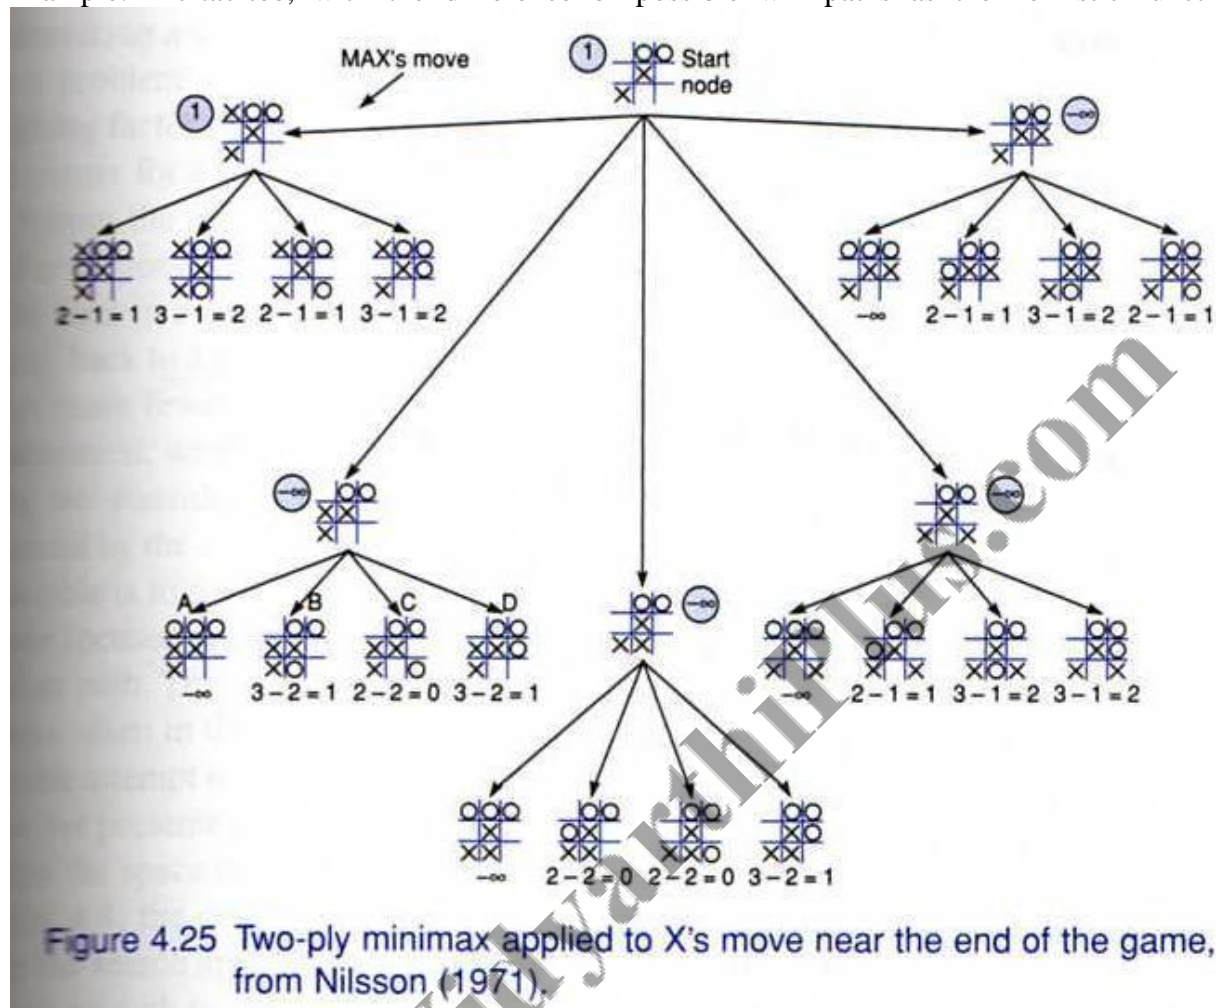 MAX's move
1
Start
node
1
−∞
2 − 1 = 1 3 − 1 = 2 2 − 1 = 1 3 − 1 = 2
−∞ 2 − 1 = 1 3 − 1 = 2 2 − 1 = 1
−∞
−∞
A B C D
−∞
−∞ 3 − 2 = 1 2 − 2 = 0 3 − 2 = 1
−∞ 2 − 1 = 1 3 − 1 = 2 3 − 1 = 2
−∞ 2 − 2 = 0 2 − 2 = 0 3 − 2 = 1
Figure 4.25 Two-ply minimax applied to X's move near the end of the game,
from Nilsson (1971).
dyarthiPlus.com